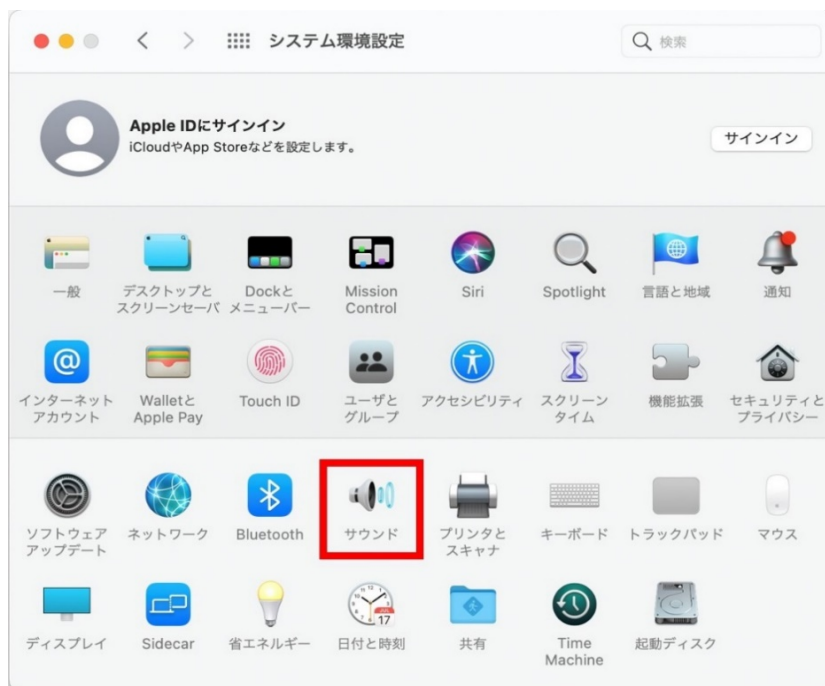 システム環境設定
検索
Apple IDにサインイン
iCloudやApp Storeなどを設定します。
サインイン
一般
デスクトップと
スクリーンセーバ
Dockと
メニューバー
Mission
Control
Siri
Spotlight
言語と地域
通知
@
インターネット
アカウント
Walletと
Apple Pay
Touch ID
ユーザと
グループ
アクセシビリティ
スクリーン
タイム
機能拡張
セキュリティと
プライバシー
ソフトウェア
アップデート
ネットワーク
Bluetooth
サウンド
プリンタと
スキャナ
キーボード
トラックパッド
マウス
ディスプレイ
Sidecar
省エネルギー
17
日付と時刻
共有
Time
Machine
起動ディスク